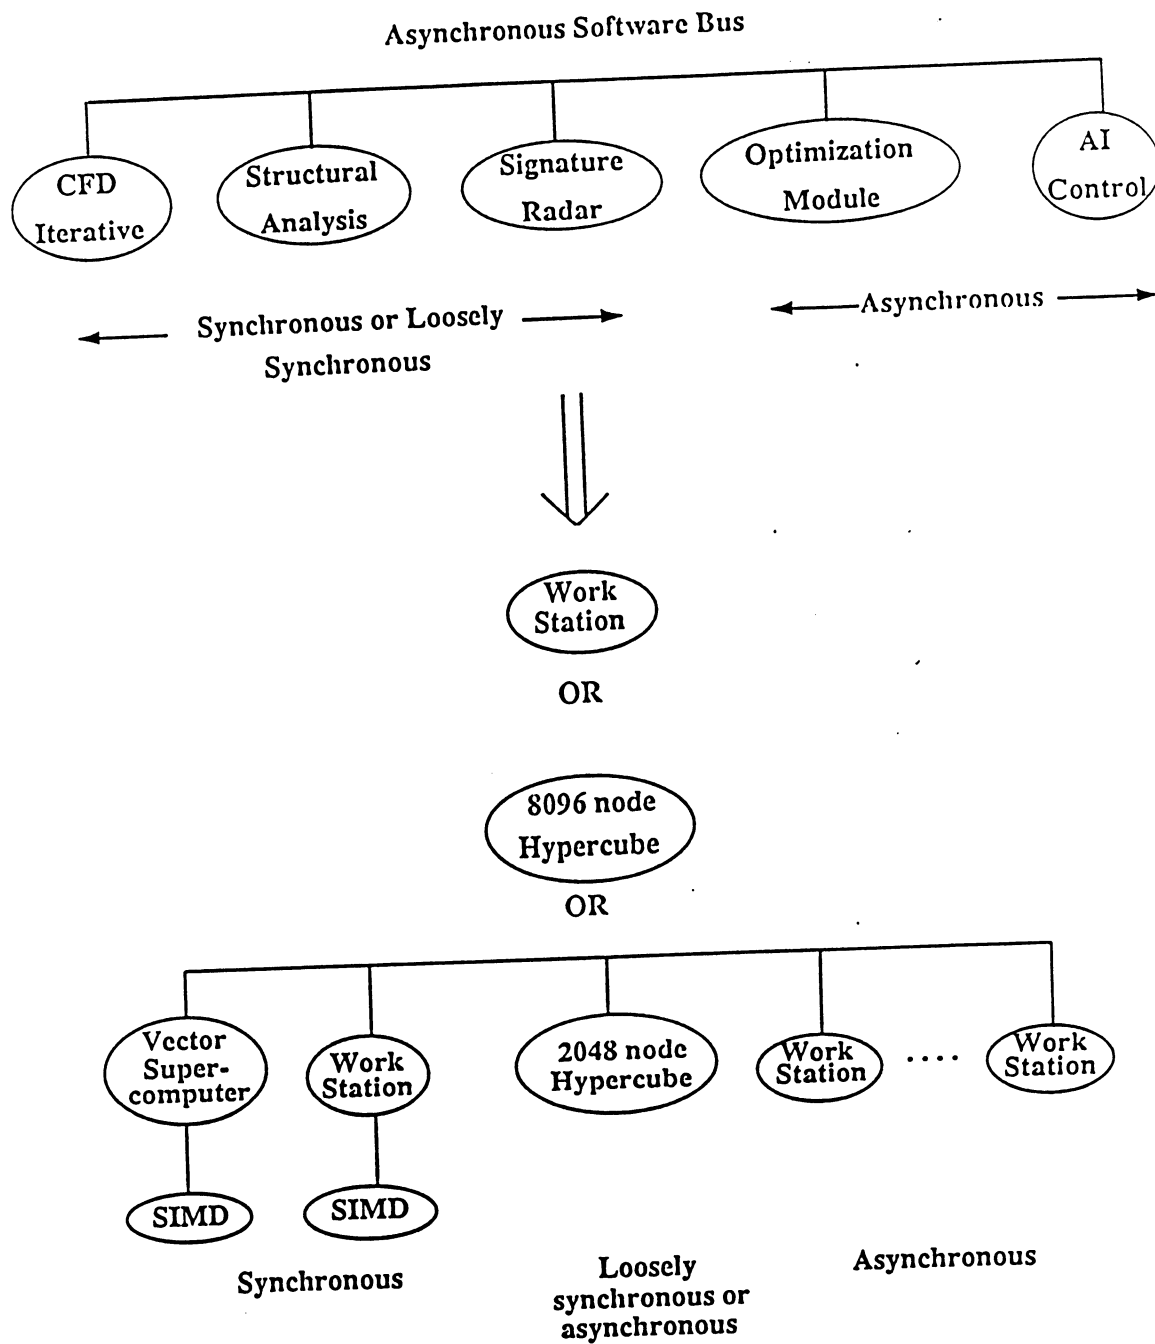 Asynchronous Software Bus
CFD
Iterative
Structural
Analysis
Signature
Radar
Optimization
Module
AI
Control
Synchronous or Loosely
Synchronous
Asynchronous
Work
Station
OR
8096 node
Hypercube
OR
Vector
Super-
computer
Work
Station
2048 node
Hypercube
Work
Station
....
Work
Station
SIMD
SIMD
Synchronous
Loosely
synchronous or
asynchronous
Asynchronous